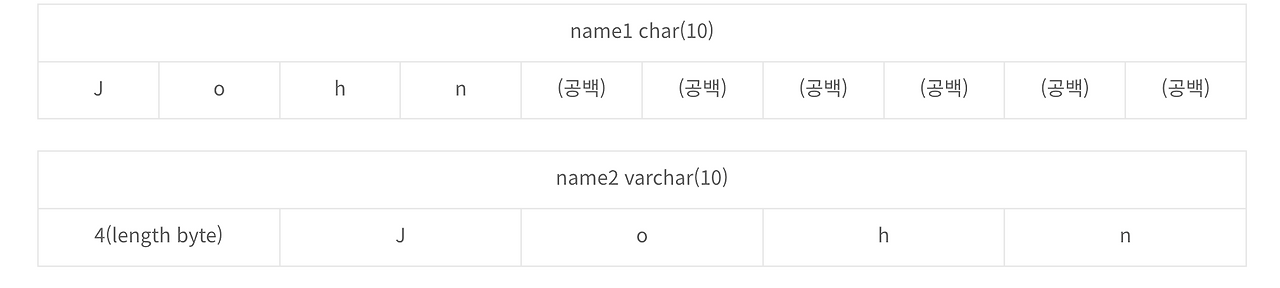 name1 char(10)
J o h n (공백) (공백) (공백) (공백) (공백) (공백)
name2 varchar(10)
4(length byte) J o h n